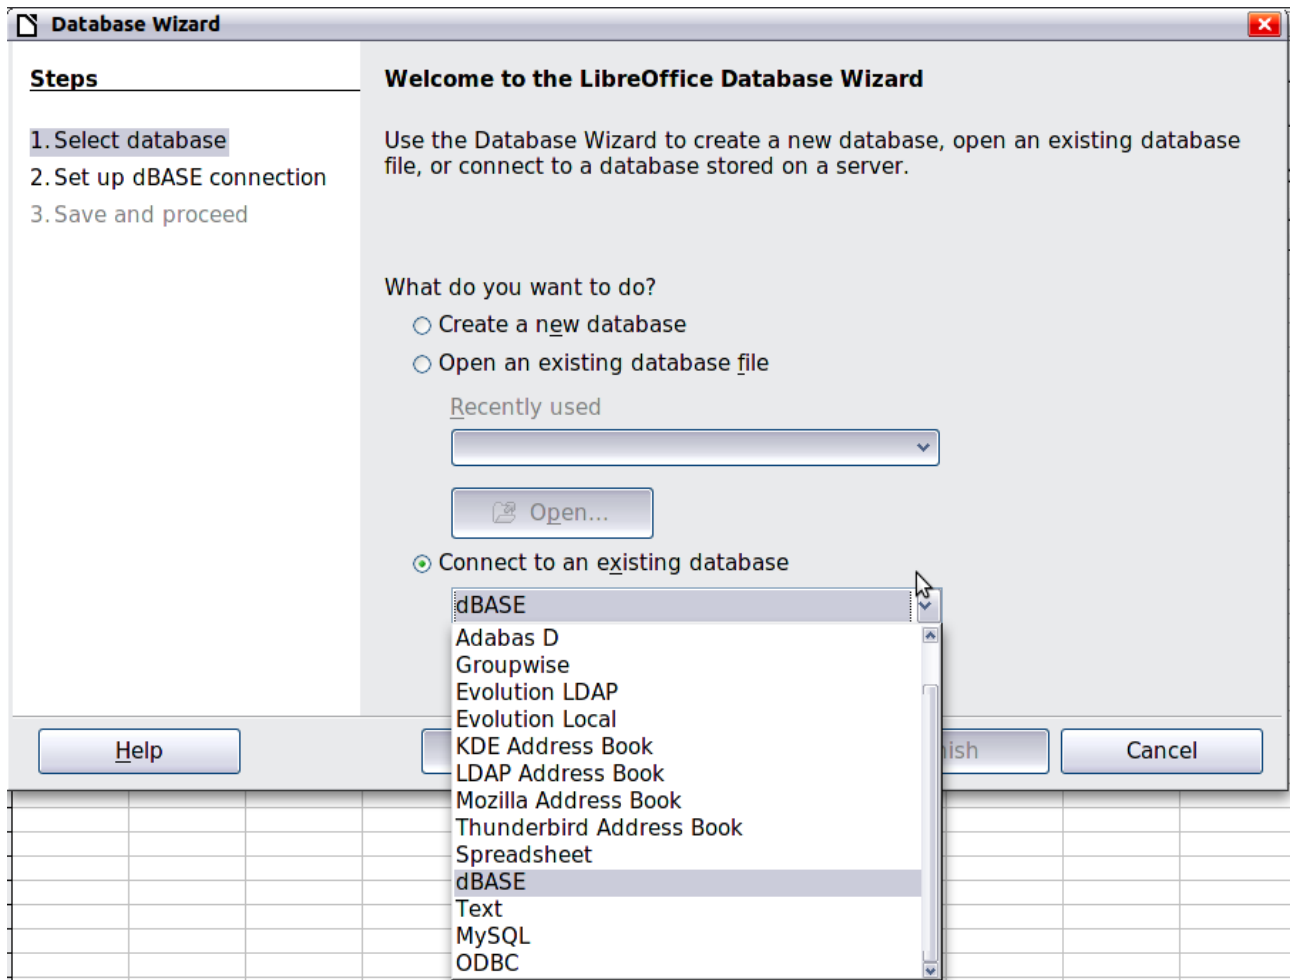 Database Wizard
Steps
1. Select database
2. Set up dBASE connection
3. Save and proceed
Welcome to the LibreOffice Database Wizard
Use the Database Wizard to create a new database, open an existing database
file, or connect to a database stored on a server.
What do you want to do?
Create a new database
Open an existing database file
Recently used
Open...
Connect to an existing database
dBASE
Adabas D
Groupwise
Evolution LDAP
Evolution Local
KDE Address Book
LDAP Address Book
Mozilla Address Book
Thunderbird Address Book
Spreadsheet
dBASE
Text
MySQL
ODBC
Help
Cancel